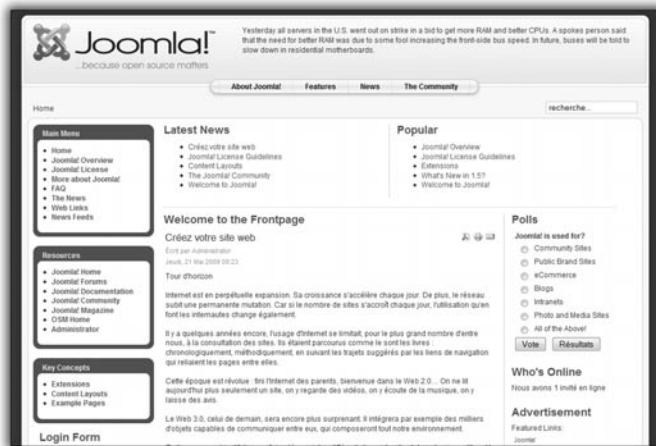 Joomla!™
...because open source matters
Yesterday all servers in the U.S. went out on strike in a bid to get more RAM and better CPUs. A spokes person said
that the need for better RAM was due to some fool increasing the front-side bus speed. In future, buses will be told to
slow down in residential motherboards.
About Joomla! Features News The Community
Home
recherche...
Main Menu
Home
Joomla! Overview
Joomla! License
More about Joomla!
FAQ
The News
Web Links
News Feeds
Resources
Joomla! Home
Joomla! Forums
Joomla! Documentation
Joomla! Community
Joomla! Magazine
OSM Home
Administrator
Key Concepts
Extensions
Content Layouts
Example Pages
Login Form
Latest News
Créez votre site web
Joomla! License Guidelines
Content Layouts
The Joomla! Community
Welcome to Joomla!
Popular
Joomla! Overview
Joomla! License Guidelines
Extensions
What's New in 1.5?
Welcome to Joomla!
Welcome to the Frontpage
Créez votre site web
Écrit par Administrator
Jeudi, 21 Mai 2009 09:23
Tour d'horizon
Internet est en perpétuelle expansion. Sa croissance s'accélère chaque jour. De plus, le réseau
subit une permanente mutation. Car si le nombre de sites s'accroît chaque jour, l'utilisation qu'en
font les internautes change également.
Il y a quelques années encore, l'usage d'Internet se limitait, pour le plus grand nombre d'entre
nous, à la consultation des sites. Ils étaient parcourus comme le sont les livres :
chronologiquement, méthodiquement, en suivant les trajets suggérés par les liens de navigation
qui reliaient les pages entre elles.
Cette époque est révolue : fini l'Internet des parents, bienvenue dans le Web 2.0... On ne lit
aujourd'hui plus seulement un site, on y regarde des vidéos, on y écoute de la musique, on y
laisse des avis.
Le Web 3.0, celui de demain, sera encore plus surprenant. Il intégrera par exemple des milliers
d'objets capables de communiquer entre eux, qui composeront tout notre environnement.
Polls
Joomla! is used for?
Community Sites
Public Brand Sites
eCommerce
Blogs
Intranets
Photo and Media Sites
All of the Above!
Vote Résultats
Who's Online
Nous avons 1 invité en ligne
Advertisement
Featured Links:
Joomla!